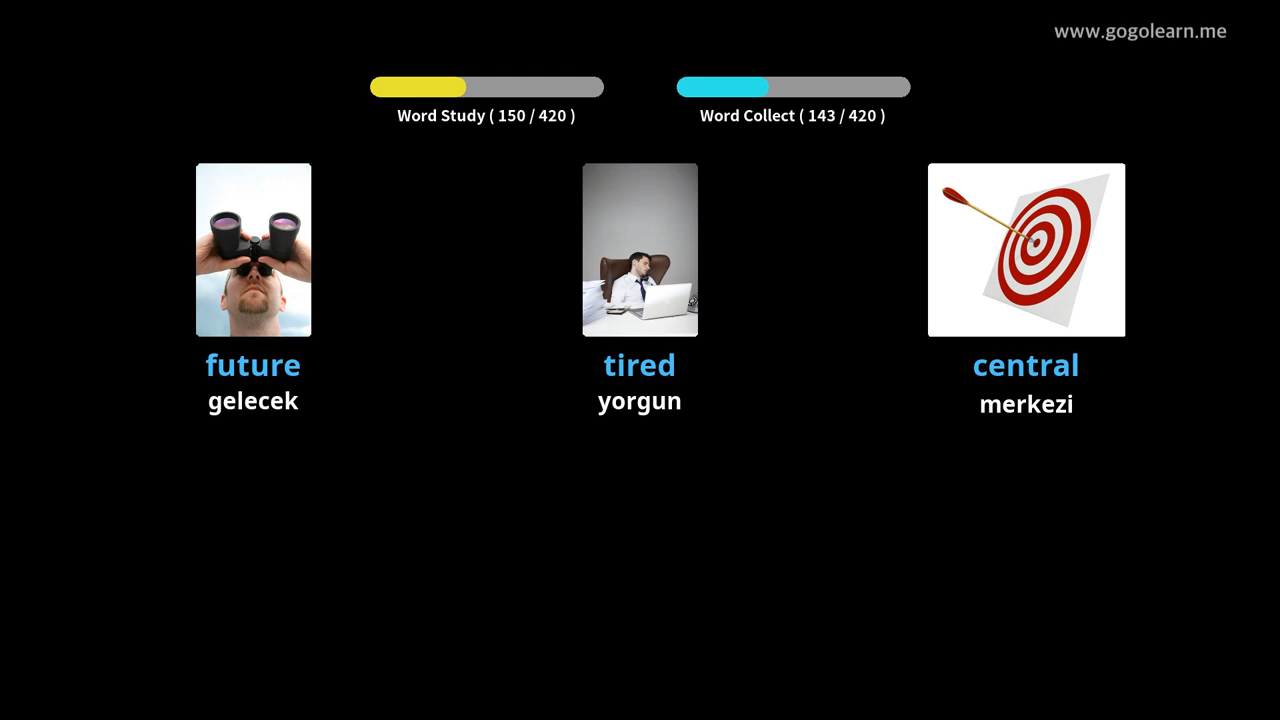 www.gogolearn.me
Word Study ( 150 / 420 )
Word Collect ( 143 / 420 )
future
gelecek
tired
yorgun
central
merkezi